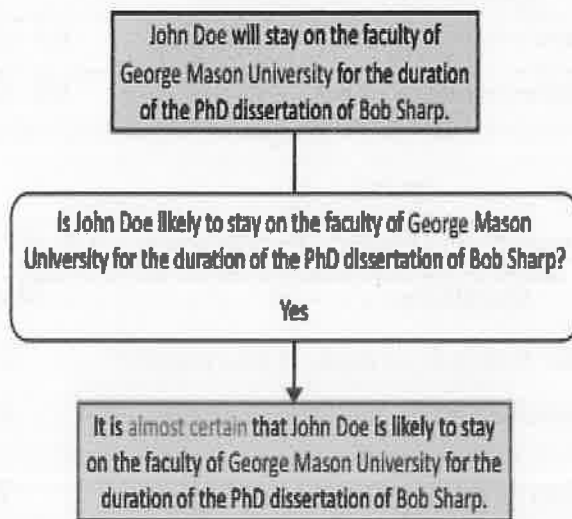 John Doe will stay on the faculty of
George Mason University for the duration
of the PhD dissertation of Bob Sharp.
Is John Doe likely to stay on the faculty of George Mason
University for the duration of the PhD dissertation of Bob Sharp?
Yes
It is almost certain that John Doe is likely to stay
on the faculty of George Mason University for the
duration of the PhD dissertation of Bob Sharp.